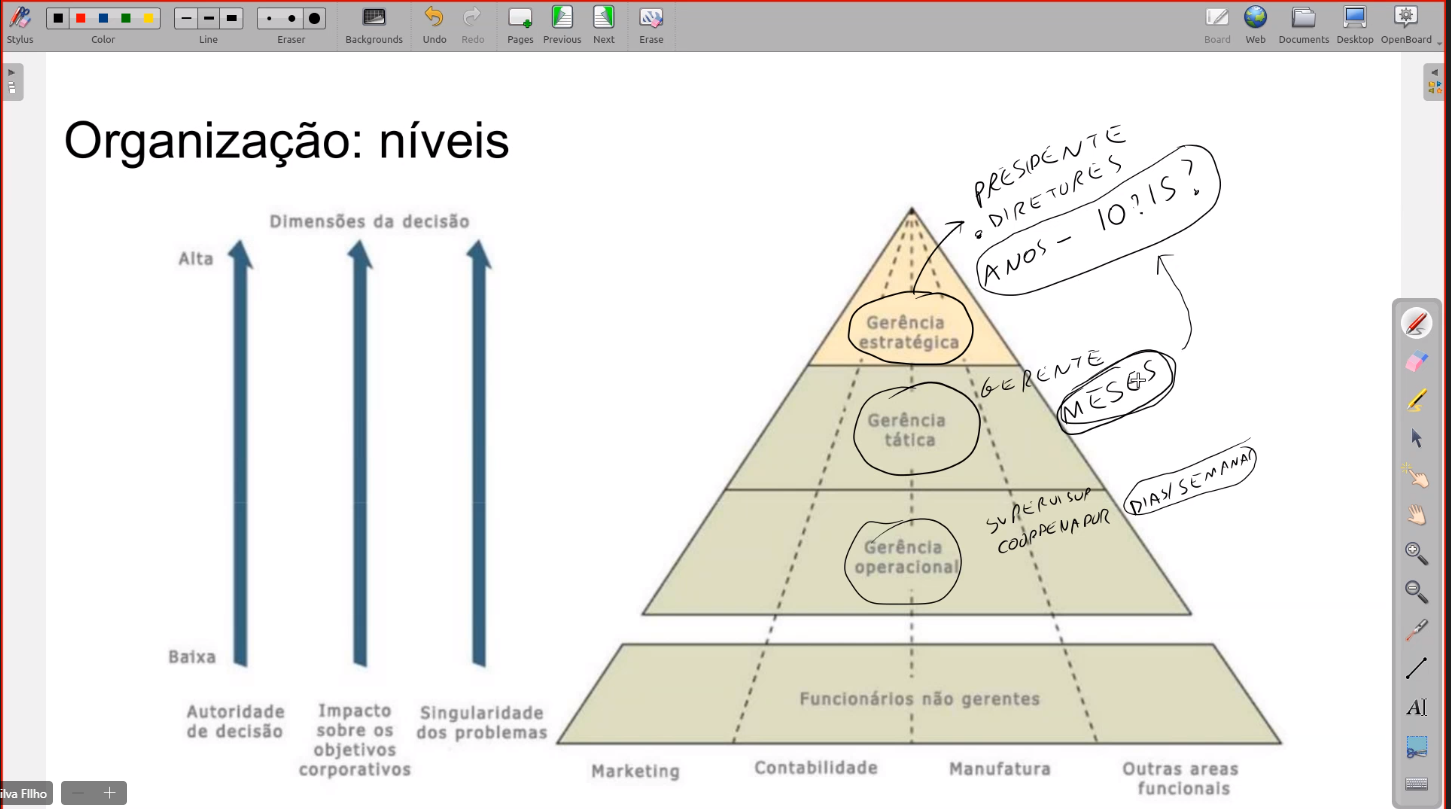 Stylus
Color
Line
Eraser
Backgrounds
Undo
Redo
Pages
Previous
Next
Erase
Board
Web
Documents
Desktop
OpenBoard
Organização: níveis
Dimensões da decisão
Alta
Baixa
Autoridade
de decisão
Impacto
sobre os
objetivos
corporativos
Singularidade
dos problemas
PRESIDENTE
. DIRETORES
ANOS - 10? 15?
Gerência
estratégica
GERENTE
MESES
Gerência
tática
DIAS/SEMANAS
SUPERVISOR
COORDENADOR
Gerência
operacional
Funcionários não gerentes
Marketing
Contabilidade
Manufatura
Outras areas
funcionais
ilva FIlho
AI